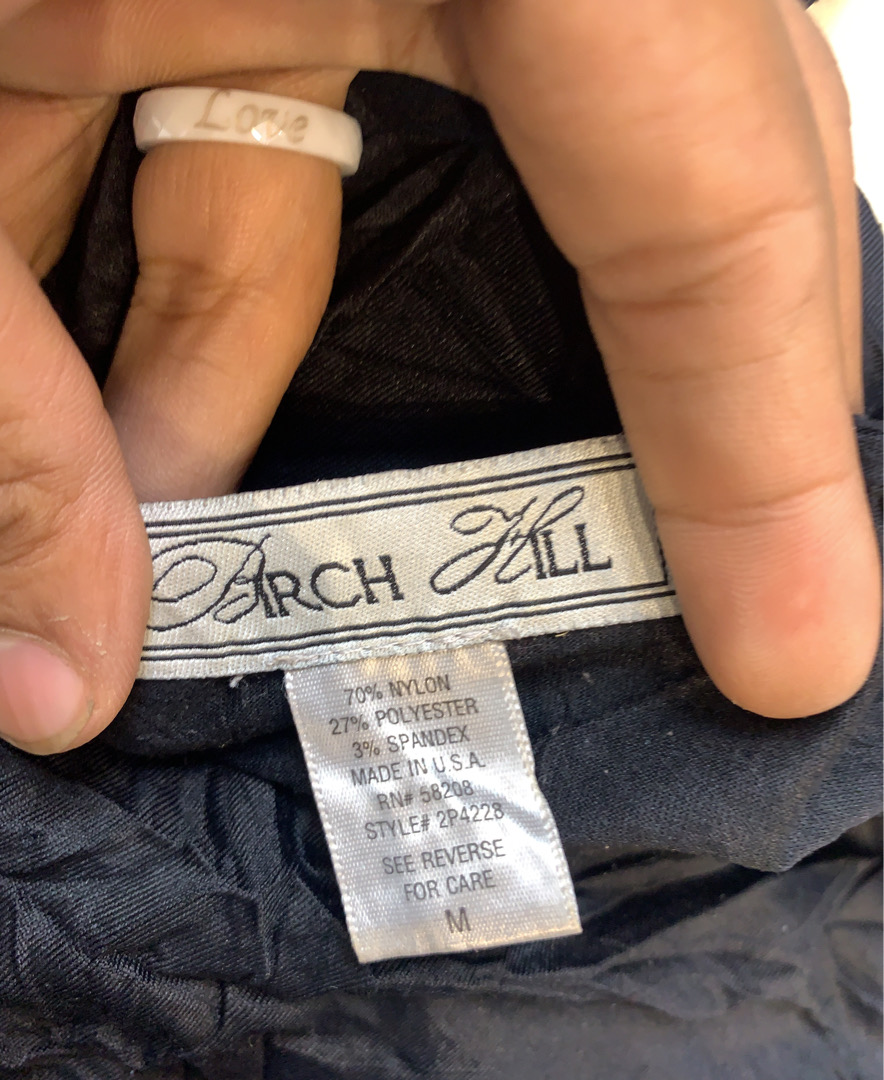 Love
BIRCH HILL
70% NYLON
27% POLYESTER
3% SPANDEX
MADE IN U.S.A.
RN# 58208
STYLE# 2P4228
SEE REVERSE
FOR CARE
M